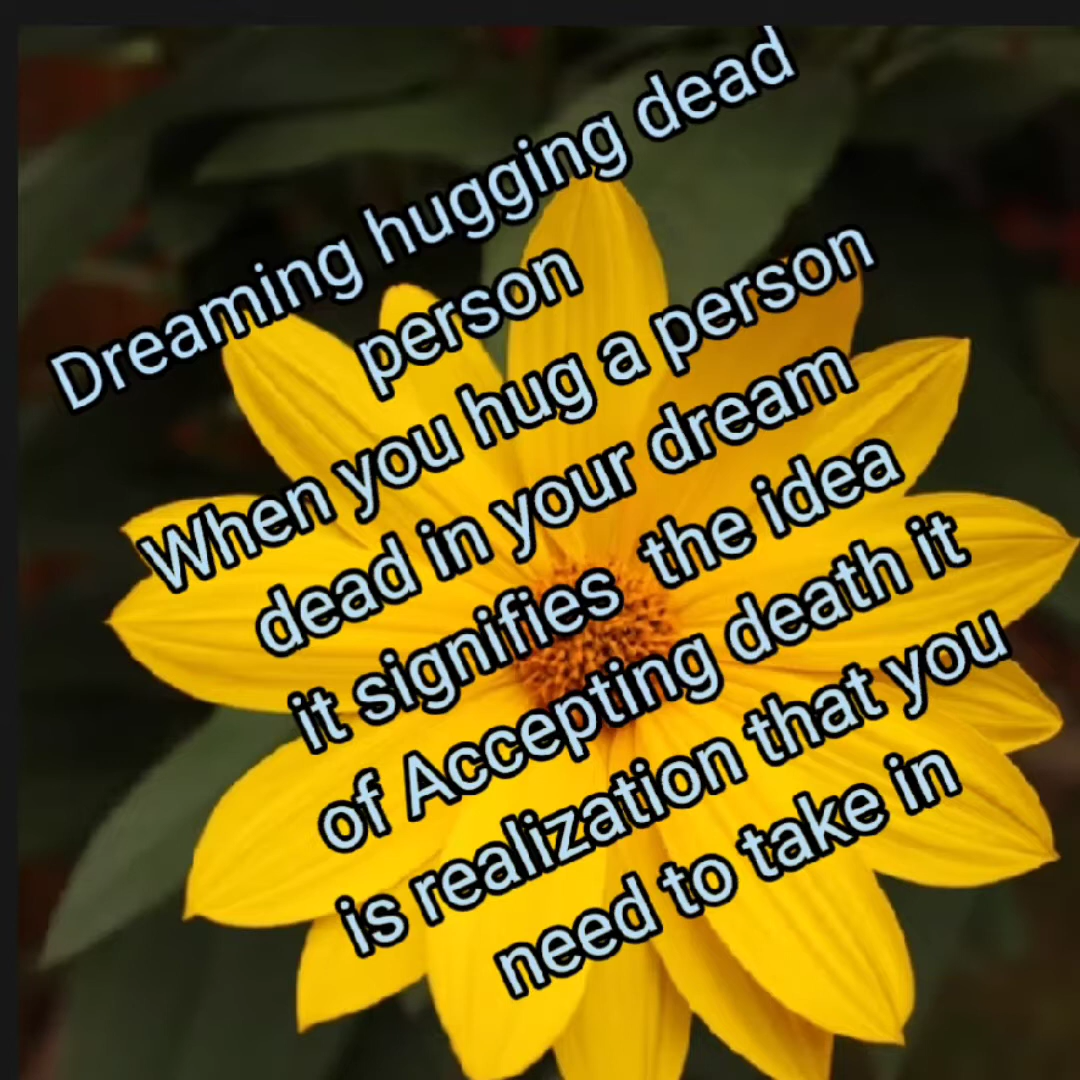 Dreaming hugging dead
person
When you hug a person
dead in your dream
it signifies the idea
of Accepting death it
is realization that you
need to take in